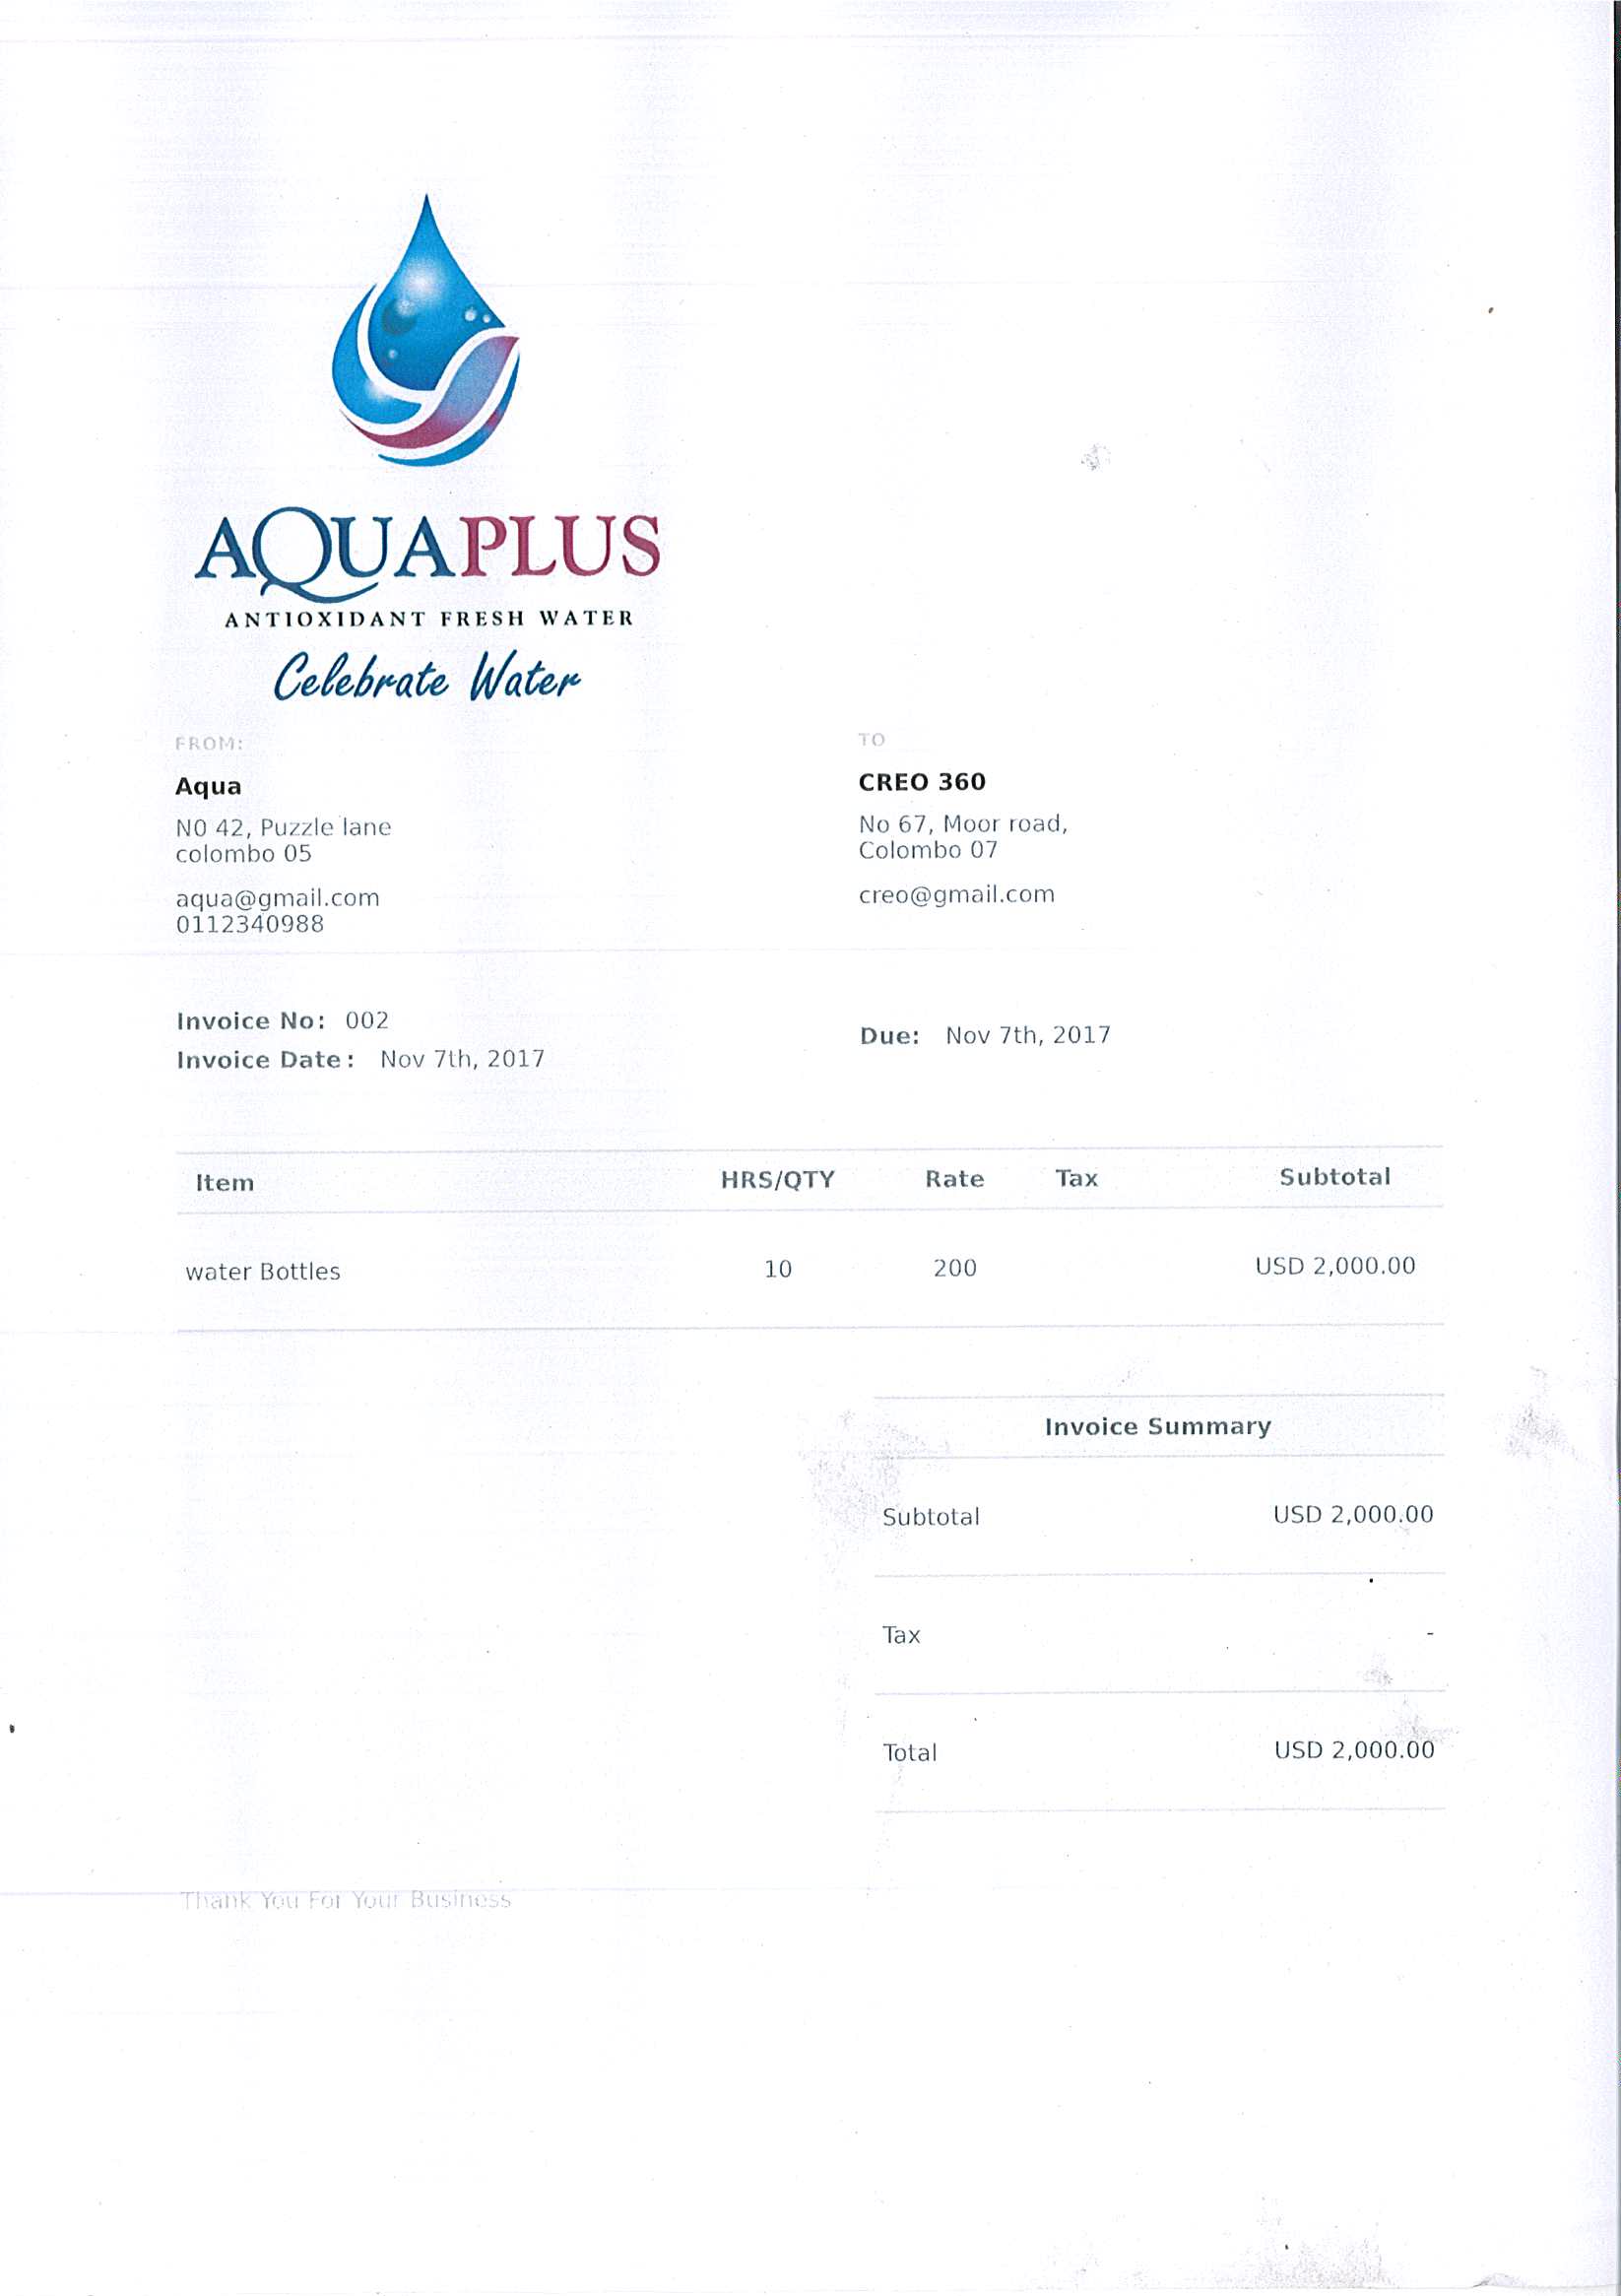 AQUAPLUS
ANTIOXIDANT FRESH WATER
Celebrate Water
FROM:
Aqua
N0 42, Puzzle lane
colombo 05
aqua@gmail.com
0112340988
TO
CREO 360
No 67, Moor road,
Colombo 07
creo@gmail.com
Invoice No: 002
Invoice Date: Nov 7th, 2017
Due: Nov 7th, 2017
Item HRS/QTY Rate Tax Subtotal
water Bottles 10 200 USD 2,000.00
Invoice Summary
Subtotal USD 2,000.00
Tax -
Total USD 2,000.00
Thank You For Your Business